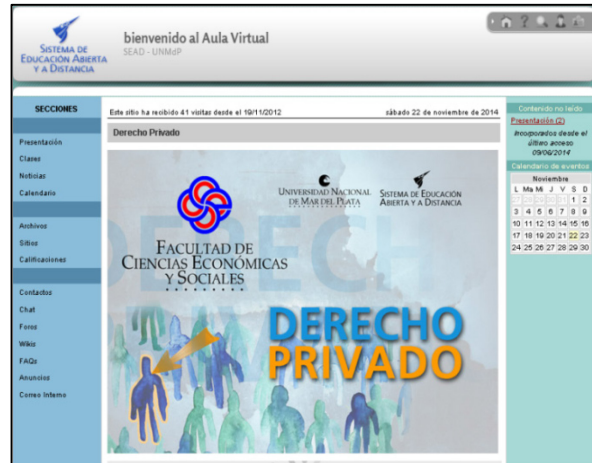 SISTEMA DE
EDUCACIÓN ABIERTA
Y A DISTANCIA
bienvenido al Aula Virtual
SEAD - UNMdP
SECCIONES
Presentación
Clases
Noticias
Calendario
Archivos
Sitios
Calificaciones
Contactos
Chat
Foros
Wikis
FAQs
Anuncios
Correo Interno
Este sitio ha recibido 41 visitas desde el 19/11/2012
sábado 22 de noviembre de 2014
Derecho Privado
UNIVERSIDAD NACIONAL
DE MAR DEL PLATA
SISTEMA DE EDUCACIÓN
ABIERTA Y A DISTANCIA
FACULTAD DE
CIENCIAS ECONÓMICAS
Y SOCIALES
DERECHO
PRIVADO
Contenido no leído
Presentación (2)
Incorporados desde el
último acceso
09/06/2014
Calendario de eventos
Noviembre
L Ma Mi J V S D
1 2
3 4 5 6 7 8 9
10 11 12 13 14 15 16
17 18 19 20 21 22 23
24 25 26 27 28 29 30